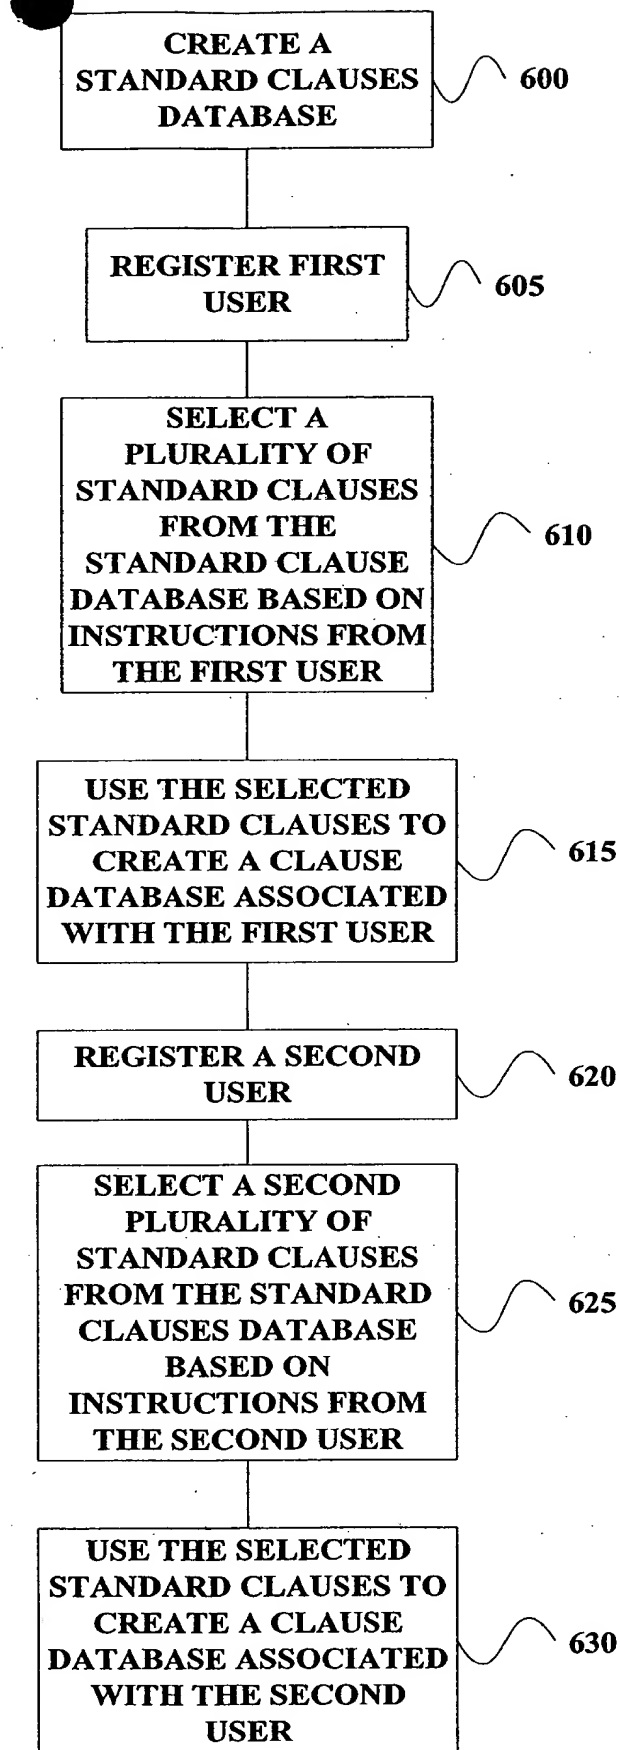 CREATE A
STANDARD CLAUSES
DATABASE
600
REGISTER FIRST
USER
605
SELECT A
PLURALITY OF
STANDARD CLAUSES
FROM THE
STANDARD CLAUSE
DATABASE BASED ON
INSTRUCTIONS FROM
THE FIRST USER
610
USE THE SELECTED
STANDARD CLAUSES TO
CREATE A CLAUSE
DATABASE ASSOCIATED
WITH THE FIRST USER
615
REGISTER A SECOND
USER
620
SELECT A SECOND
PLURALITY OF
STANDARD CLAUSES
FROM THE STANDARD
CLAUSES DATABASE
BASED ON
INSTRUCTIONS FROM
THE SECOND USER
625
USE THE SELECTED
STANDARD CLAUSES TO
CREATE A CLAUSE
DATABASE ASSOCIATED
WITH THE SECOND
USER
630